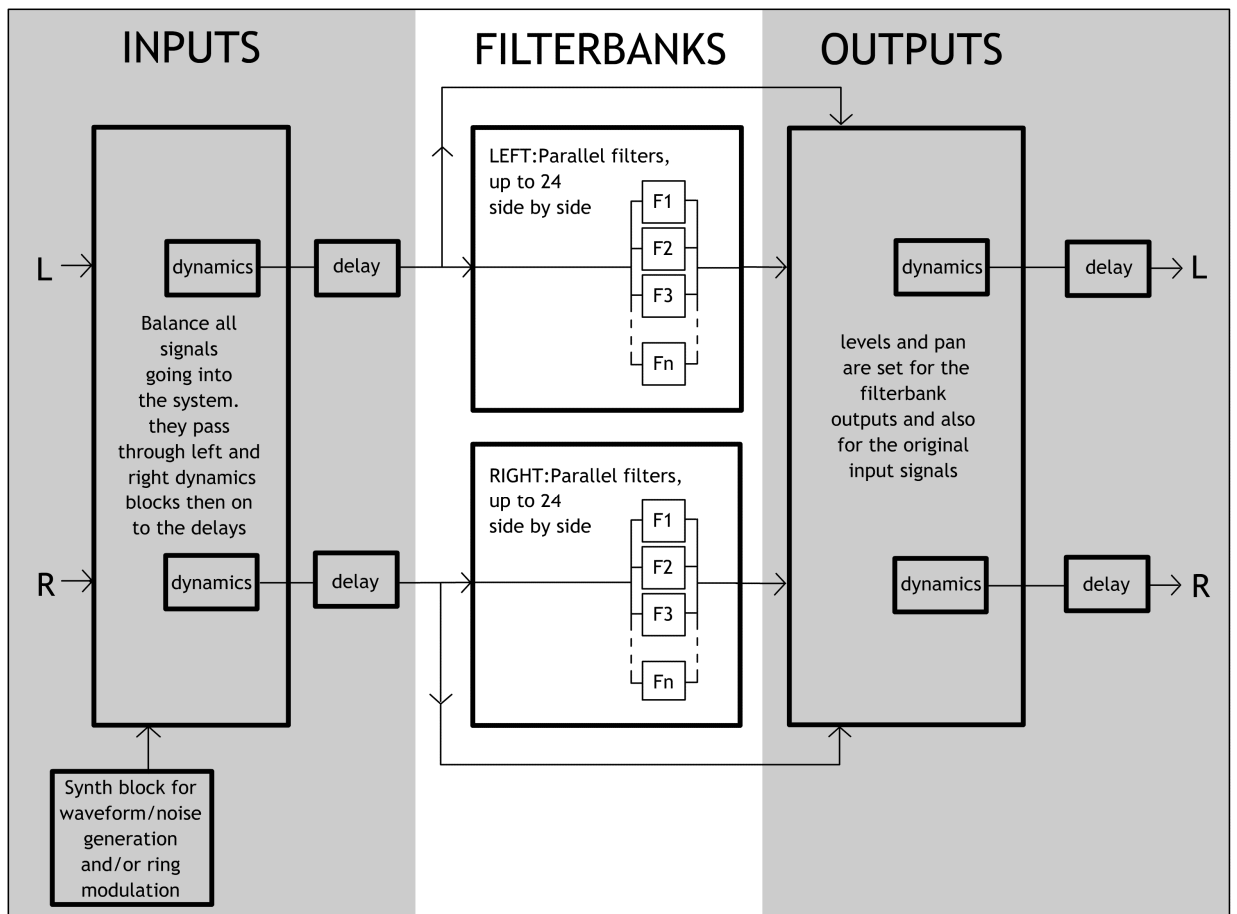 INPUTS
FILTERBANKS
OUTPUTS
L
dynamics
delay
Balance all
signals
going into
the system.
they pass
through left and
right dynamics
blocks then on
to the delays
R
dynamics
delay
Synth block for
waveform/noise
generation
and/or ring
modulation
LEFT:Parallel filters,
up to 24
side by side
F1
F2
F3
Fn
RIGHT:Parallel filters,
up to 24
side by side
F1
F2
F3
Fn
dynamics
delay
L
levels and pan
are set for the
filterbank
outputs and also
for the original
input signals
dynamics
delay
R